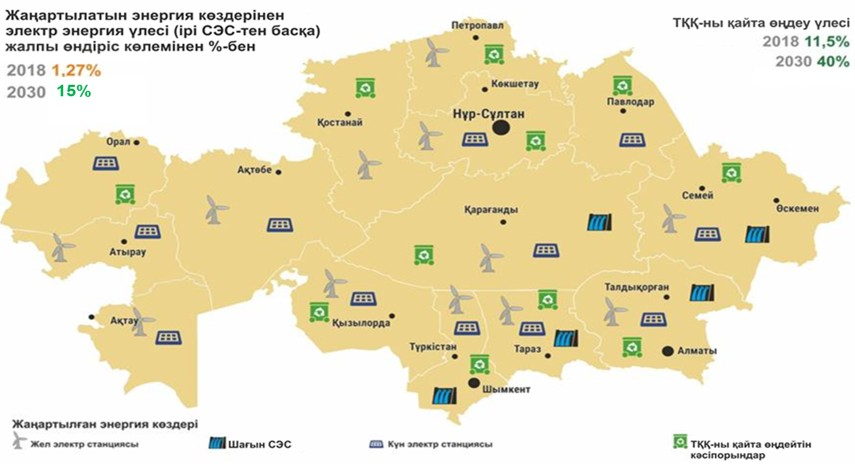 Жаңартылатын энергия көздерінен
электр энергия үлесі (ірі СЭС-тен басқа)
жалпы өндіріс көлемінен %-бен
2018 1,27%
2030 15%
ТҚҚ-ны қайта өңдеу үлесі
2018 11,5%
2030 40%
Петропавл
Көкшетау
Қостанай
Нұр-Сұлтан
Павлодар
Орал
Ақтөбе
Семей
Өскемен
Қарағанды
Атырау
Талдықорған
Ақтау
Қызылорда
Түркістан
Тараз
Алматы
Шымкент
Жаңартылған энергия көздері
Жел электр станциясы
Шағын СЭС
Күн электр станциясы
ТҚҚ-ны қайта өңдейтін
кәсіпорындар